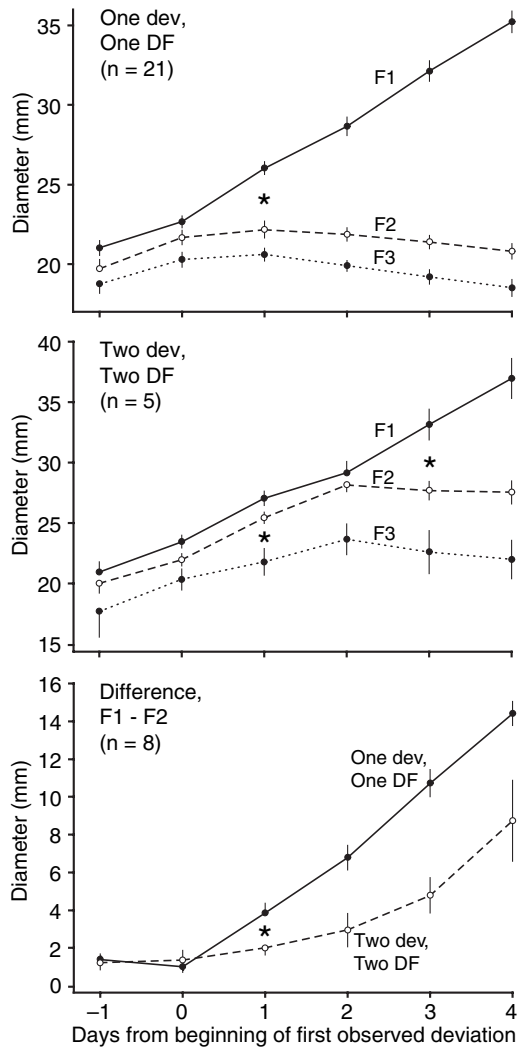 One dev,
One DF
(n = 21)
35
30
25
20
Diameter (mm)
F1
*
F2
F3
Two dev,
Two DF
(n = 5)
40
35
30
25
20
15
Diameter (mm)
F1
*
F2
*
F3
Difference,
F1 - F2
(n = 8)
16
14
12
10
8
6
4
2
0
Diameter (mm)
One dev,
One DF
*
Two dev,
Two DF
–1 0 1 2 3 4
Days from beginning of first observed deviation